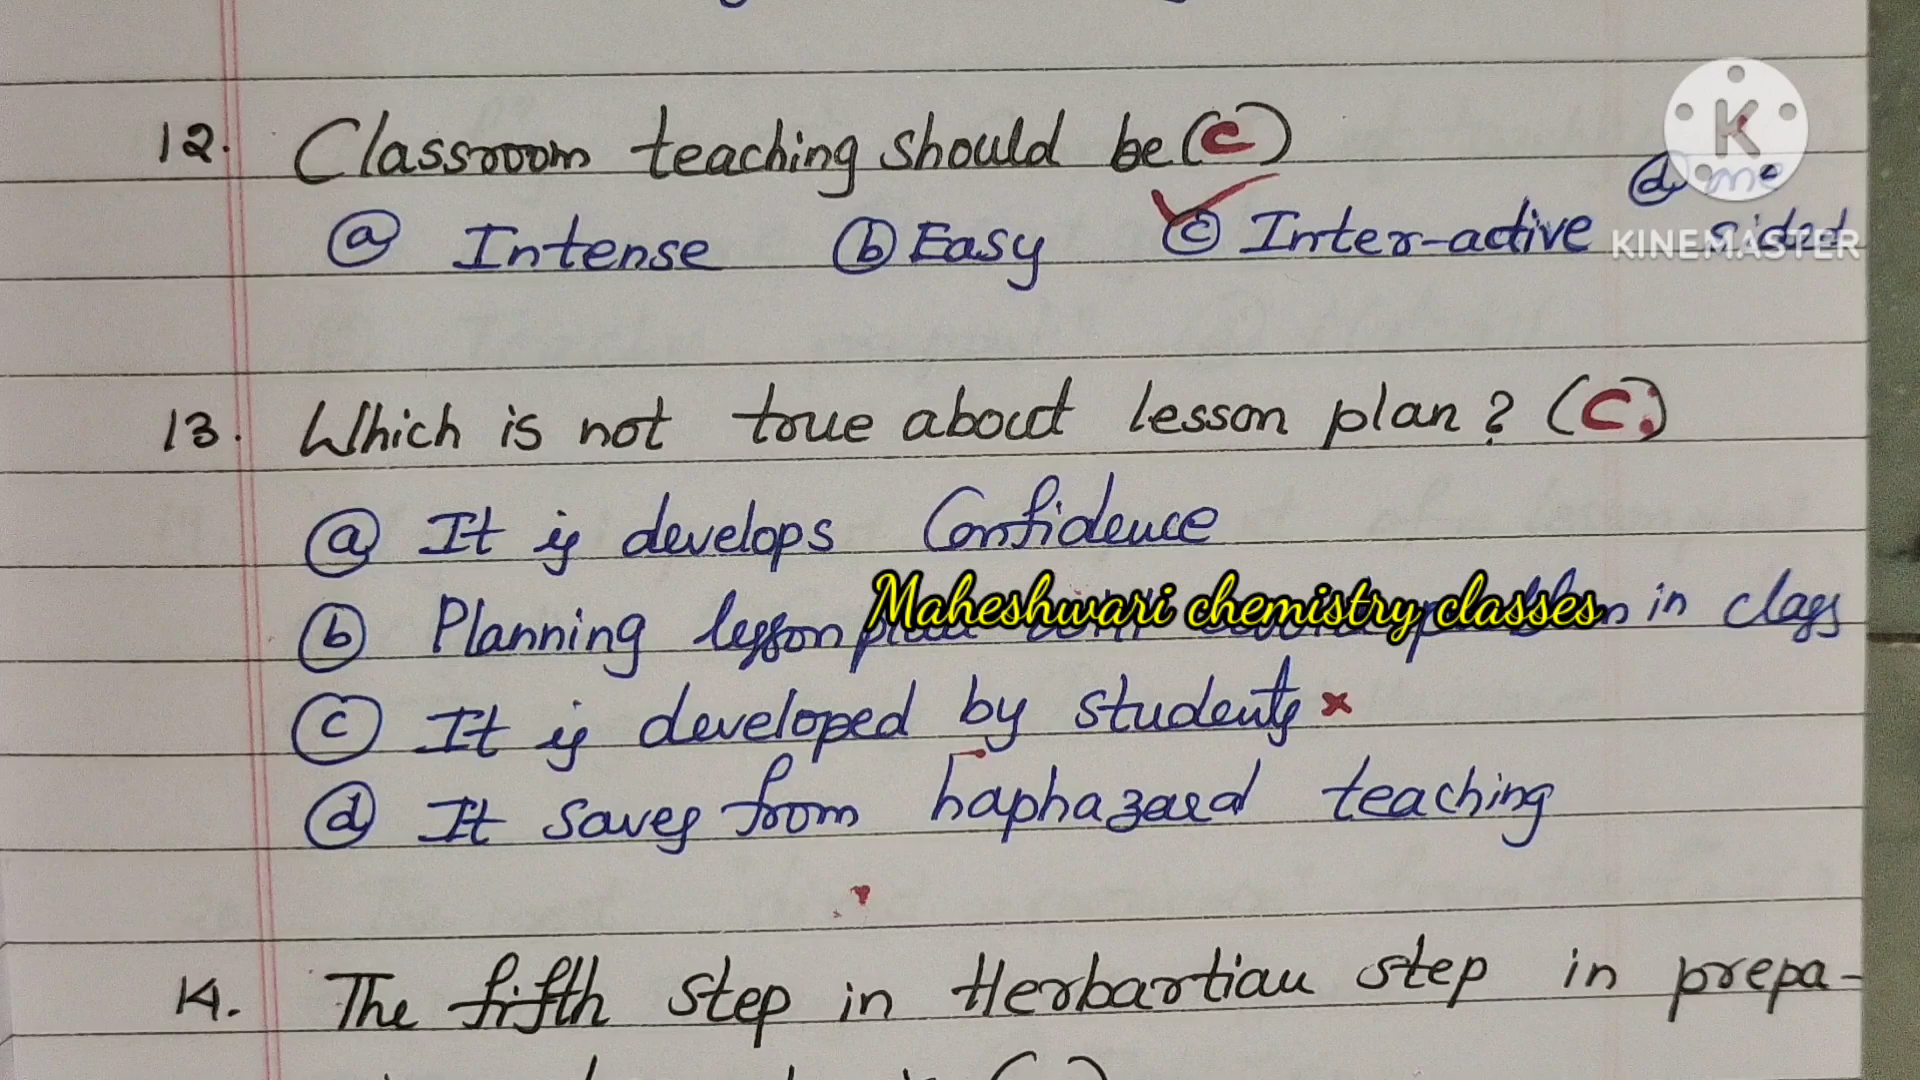 12. Classroom teaching should be (C)
ⓐ Intense ⓑ Easy ⓒ Inter-active ⓓ one
sided
K
KINEMASTER
13. Which is not true about lesson plan? (C.)
ⓐ It is develops Confidence
ⓑ Planning lesson in class
Maheshwari chemistry classes
ⓒ It is developed by students ×
ⓓ It saves from haphazard teaching
14. The fifth step in Herbartian step in prepa-